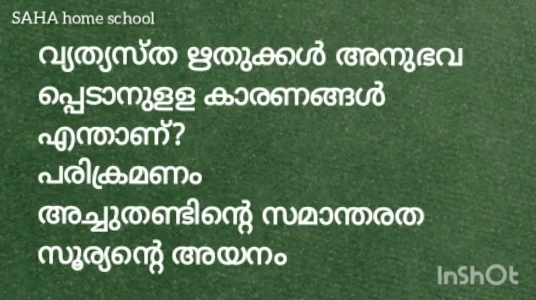 SAHA home school
വ്യത്യസ്ത ഋതുക്കൾ അനുഭവ
പ്പെടാനുളള കാരണങ്ങൾ
എന്താണ്?
പരിക്രമണം
അച്ചുതണ്ടിന്റെ സമാന്തരത
സൂര്യന്റെ അയനം
InShOt